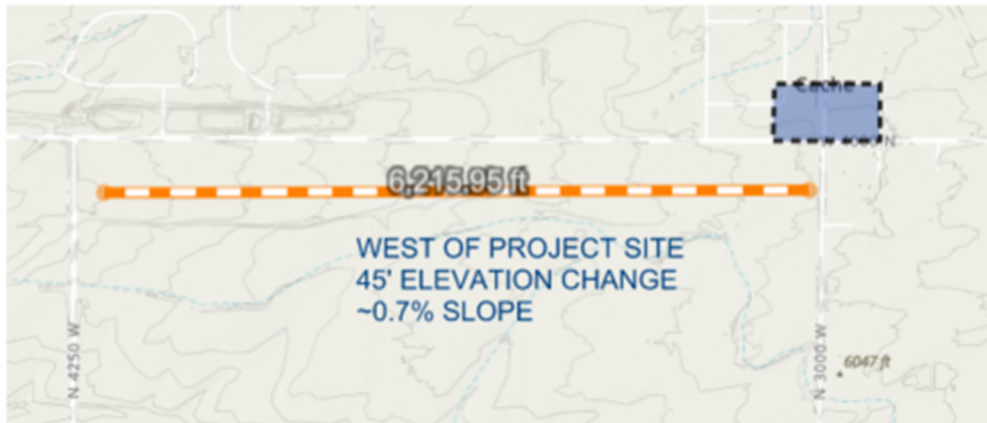 Cache
6,215.95 ft
WEST OF PROJECT SITE
45' ELEVATION CHANGE
~0.7% SLOPE
N 4250 W
N 3000 W
6047 ft